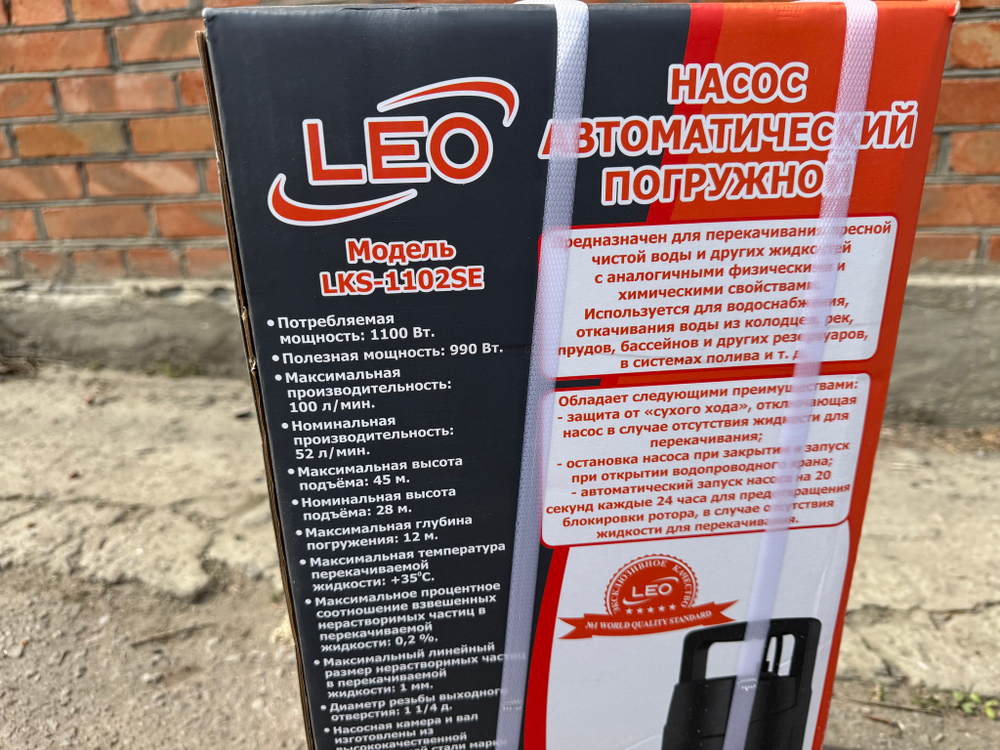 LEO
Модель
LKS-1102SE
• Потребляемая
мощность: 1100 Вт.
• Полезная мощность: 990 Вт.
• Максимальная
производительность:
100 л/мин.
• Номинальная
производительность:
52 л/мин.
• Максимальная высота
подъёма: 45 м.
• Номинальная высота
подъёма: 28 м.
• Максимальная глубина
погружения: 12 м.
• Максимальная температура
перекачиваемой
жидкости: +35°С.
• Максимальное процентное
соотношение взвешенных
нерастворимых частиц в
перекачиваемой
жидкости: 0,2 %.
• Максимальный линейный
размер нерастворимых частиц
в перекачиваемой
жидкости: 1 мм.
• Диаметр резьбы выходного
отверстия: 1 1/4 д.
• Насосная камера и вал
изготовлены из
высококачественной
стали марки
НАСОС
АВТОМАТИЧЕСКИЙ
ПОГРУЖНОЙ
Предназначен для перекачивания пресной
чистой воды и других жидкостей
с аналогичными физическими и
химическими свойствами.
Используется для водоснабжения,
откачивания воды из колодцев, рек,
прудов, бассейнов и других резервуаров,
в системах полива и т. д.
Обладает следующими преимуществами:
- защита от «сухого хода», отключающая
насос в случае отсутствия жидкости для
перекачивания;
- остановка насоса при закрытии и запуск
при открытии водопроводного крана;
- автоматический запуск насоса на 20
секунд каждые 24 часа для предотвращения
блокировки ротора, в случае отсутствия
жидкости для перекачивания.
ЭКСКЛЮЗИВНОЕ КАЧЕСТВО
LEO
№1 WORLD QUALITY STANDARD